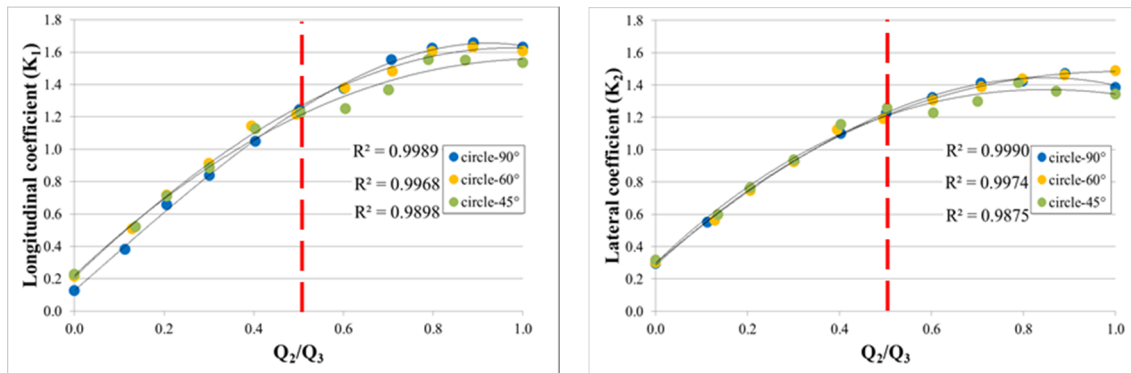 Longitudinal coefficient (K₁)
1.8
1.6
1.4
1.2
1.0
0.8
0.6
0.4
0.2
0.0
R² = 0.9989
R² = 0.9968
R² = 0.9898
circle-90°
circle-60°
circle-45°
0.0 0.2 0.4 0.6 0.8 1.0
Q₂/Q₃
Lateral coefficient (K₂)
1.8
1.6
1.4
1.2
1.0
0.8
0.6
0.4
0.2
0.0
R² = 0.9990
R² = 0.9974
R² = 0.9875
circle-90°
circle-60°
circle-45°
0.0 0.2 0.4 0.6 0.8 1.0
Q₂/Q₃